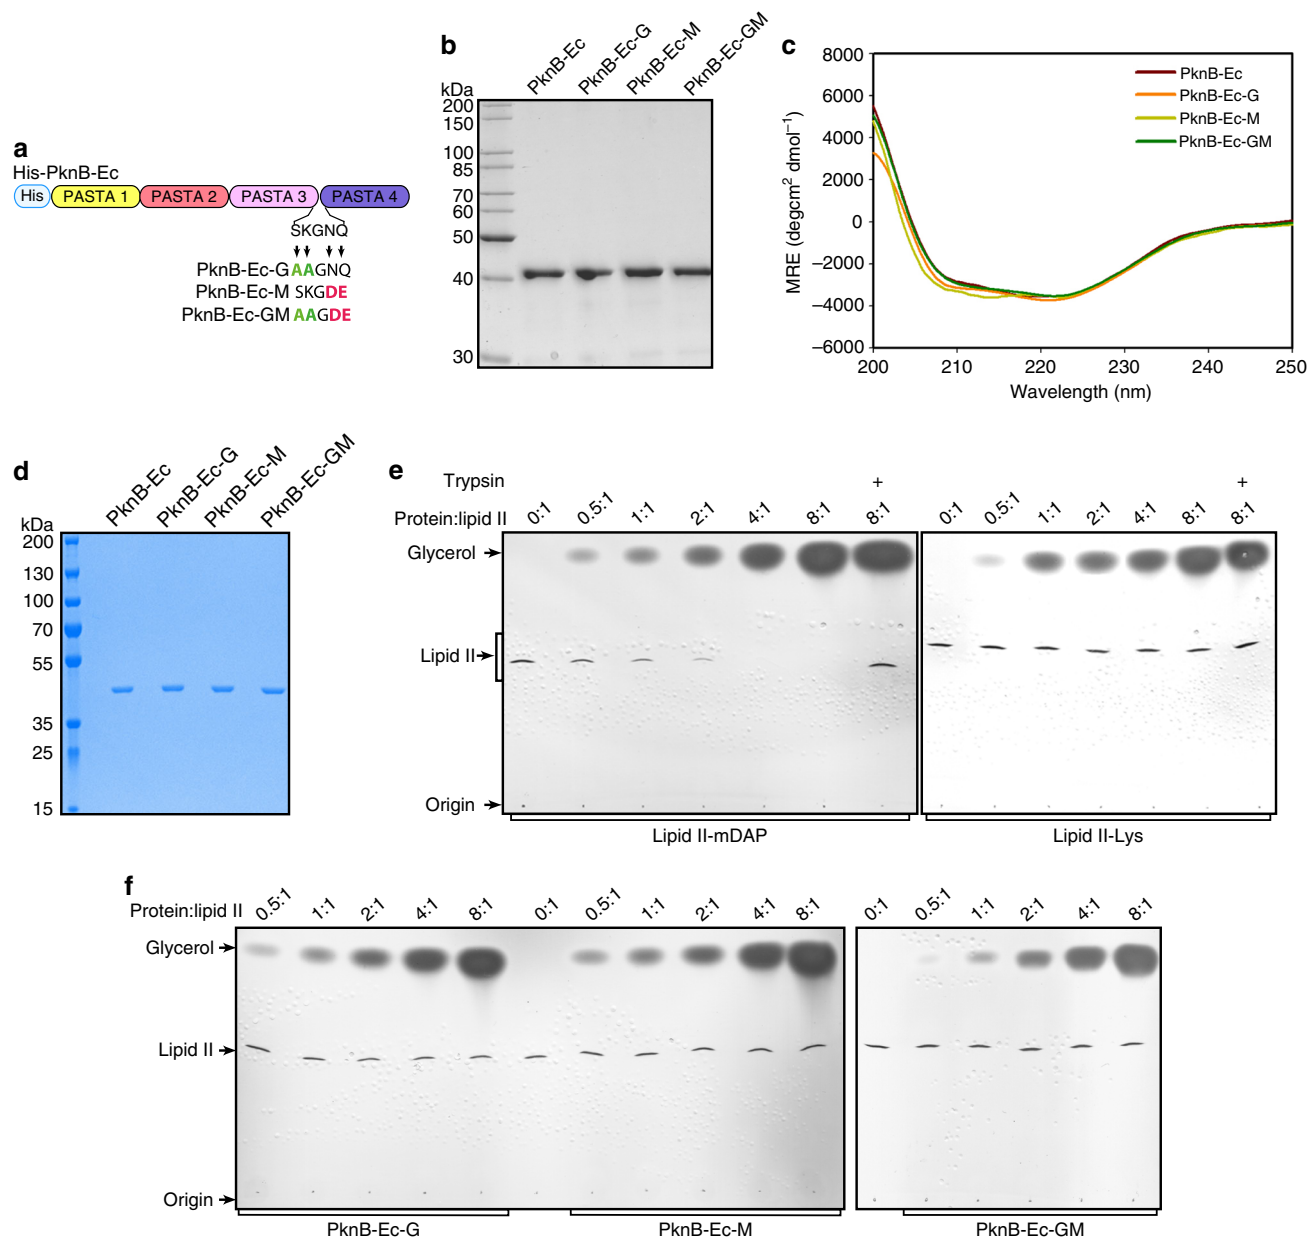 a
His-PknB-Ec
His PASTA 1 PASTA 2 PASTA 3 PASTA 4
SKGNQ
PknB-Ec-G AAGNQ
PknB-Ec-M SKGDE
PknB-Ec-GM AAGDE
b
PknB-Ec PknB-Ec-G PknB-Ec-M PknB-Ec-GM
kDa
200
150
100
85
70
60
50
40
30
c
PknB-Ec
PknB-Ec-G
PknB-Ec-M
PknB-Ec-GM
MRE (degcm² dmol⁻¹)
8000
6000
4000
2000
0
–2000
–4000
–6000
200 210 220 230 240 250
Wavelength (nm)
d
PknB-Ec PknB-Ec-G PknB-Ec-M PknB-Ec-GM
kDa
200
130
100
70
55
35
25
15
e
Trypsin + +
Protein:lipid II 0:1 0.5:1 1:1 2:1 4:1 8:1 8:1 0:1 0.5:1 1:1 2:1 4:1 8:1 8:1
Glycerol
Lipid II
Origin
Lipid II-mDAP Lipid II-Lys
f
Protein:lipid II 0.5:1 1:1 2:1 4:1 8:1 0:1 0.5:1 1:1 2:1 4:1 8:1 0:1 0.5:1 1:1 2:1 4:1 8:1
Glycerol
Lipid II
Origin
PknB-Ec-G PknB-Ec-M PknB-Ec-GM